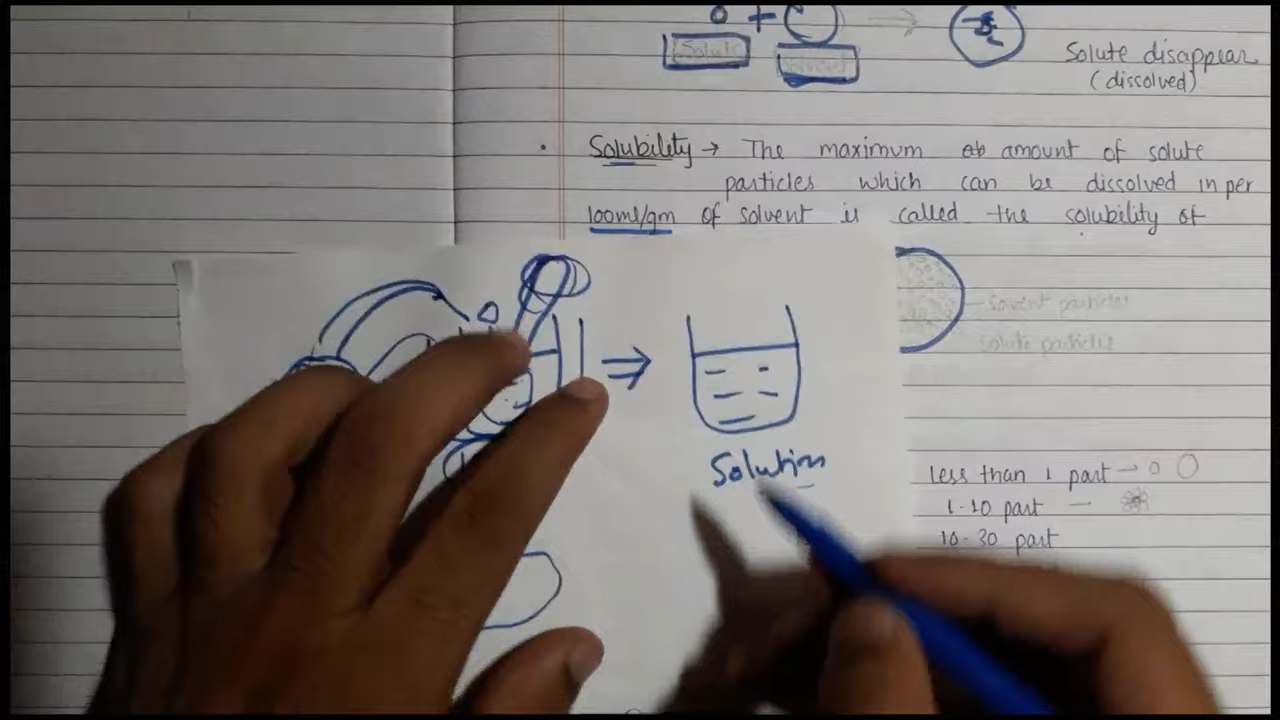 +
Solute
Solvent
Solute disappear
(dissolved)
Solubility → The maximum amount of solute
particles which can be dissolved in per
100ml/gm of solvent is called the solubility of
Solvent particles
Solute particles
⇒
Solution
less than 1 part →
1-10 part —
10-30 part